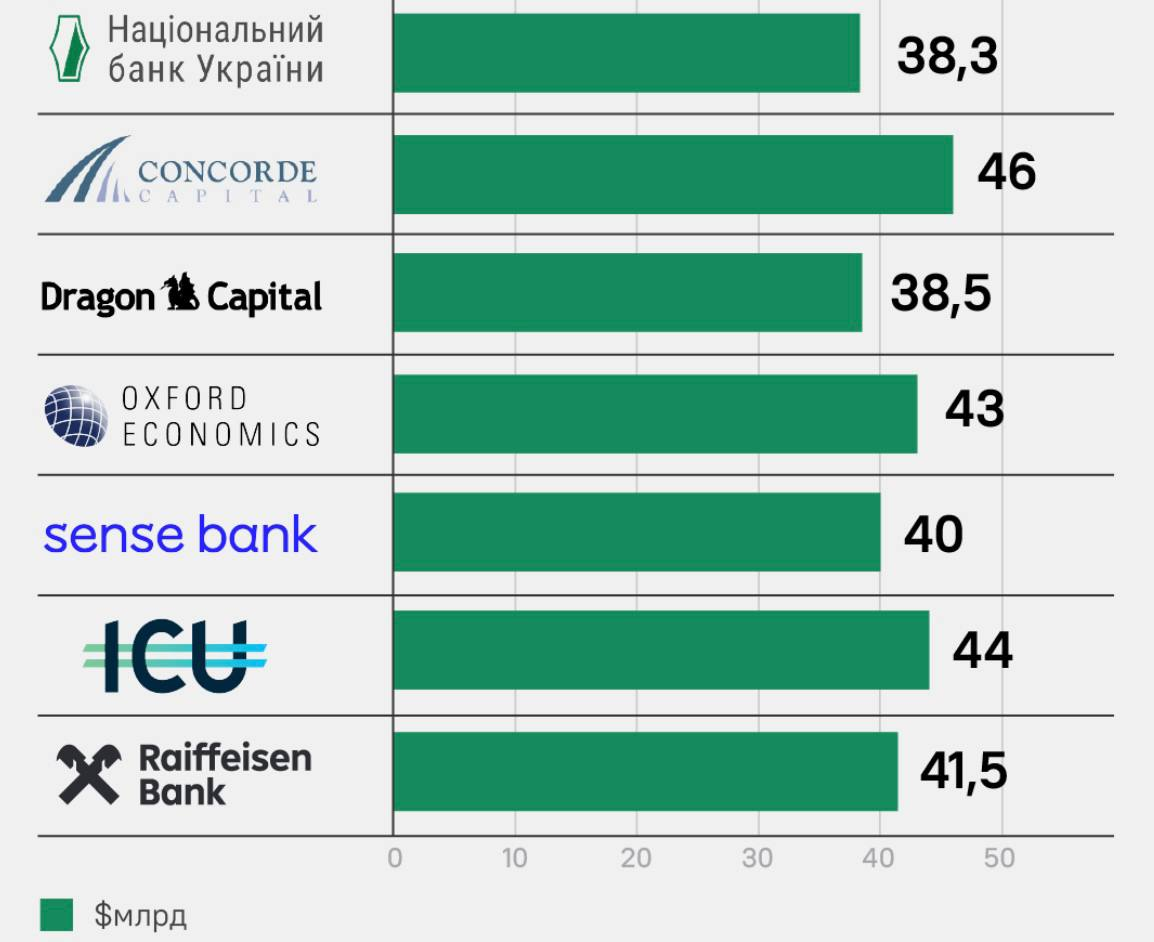 Національний
банк України
38,3
CONCORDE
CAPITAL
46
Dragon Capital
38,5
OXFORD
ECONOMICS
43
sense bank
40
ICU
44
Raiffeisen
Bank
41,5
0 10 20 30 40 50
$млрд